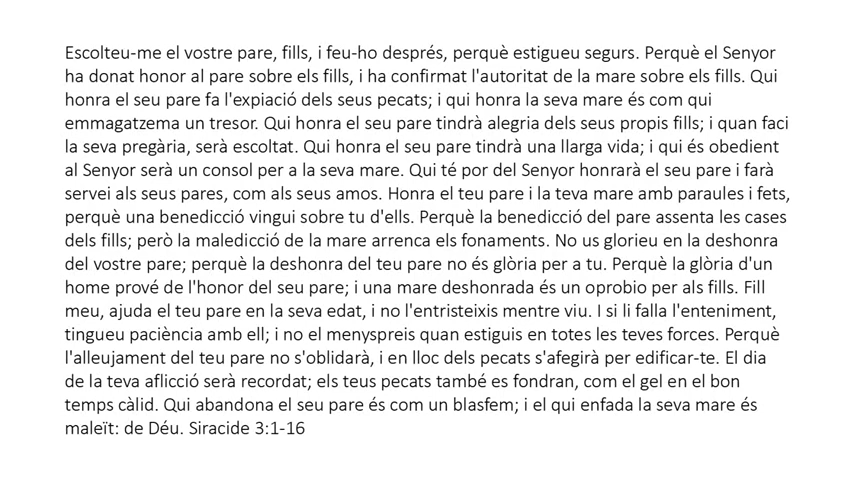 Escolteu-me el vostre pare, fills, i feu-ho després, perquè estigueu segurs. Perquè el Senyor
ha donat honor al pare sobre els fills, i ha confirmat l'autoritat de la mare sobre els fills. Qui
honra el seu pare fa l'expiació dels seus pecats; i qui honra la seva mare és com qui
emmagatzema un tresor. Qui honra el seu pare tindrà alegria dels seus propis fills; i quan faci
la seva pregària, serà escoltat. Qui honra el seu pare tindrà una llarga vida; i qui és obedient
al Senyor serà un consol per a la seva mare. Qui té por del Senyor honrarà el seu pare i farà
servei als seus pares, com als seus amos. Honra el teu pare i la teva mare amb paraules i fets,
perquè una benedicció vingui sobre tu d'ells. Perquè la benedicció del pare assenta les cases
dels fills; però la maledicció de la mare arrenca els fonaments. No us glorieu en la deshonra
del vostre pare; perquè la deshonra del teu pare no és glòria per a tu. Perquè la glòria d'un
home prové de l'honor del seu pare; i una mare deshonrada és un oprobio per als fills. Fill
meu, ajuda el teu pare en la seva edat, i no l'entristeixis mentre viu. I si li falla l'enteniment,
tingueu paciència amb ell; i no el menyspreis quan estiguis en totes les teves forces. Perquè
l'alleujament del teu pare no s'oblidarà, i en lloc dels pecats s'afegirà per edificar-te. El dia
de la teva aflicció serà recordat; els teus pecats també es fondran, com el gel en el bon
temps càlid. Qui abandona el seu pare és com un blasfem; i el qui enfada la seva mare és
maleït: de Déu. Siracide 3:1-16